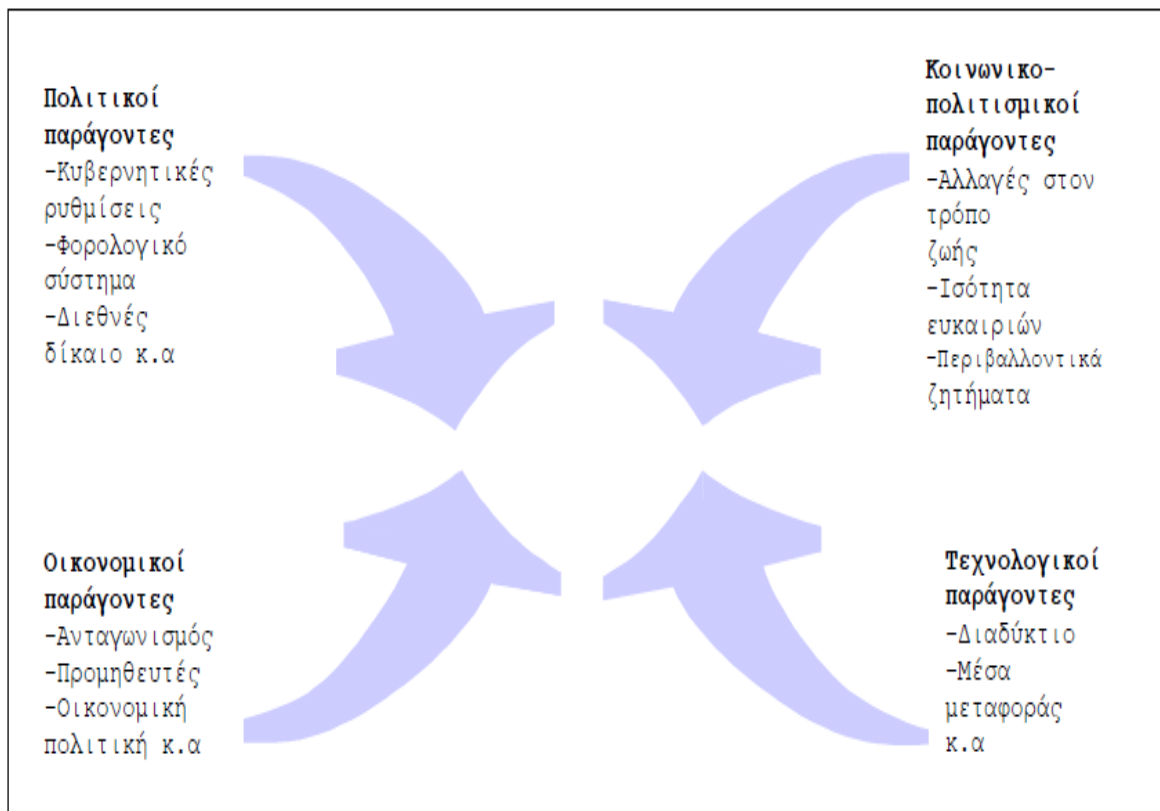 Πολιτικοί
παράγοντες
-Κυβερνητικές
ρυθμίσεις
-Φορολογικό
σύστημα
-Διεθνές
δίκαιο κ.α
Κοινωνικο-
πολιτισμικοί
παράγοντες
-Αλλαγές στον
τρόπο
ζωής
-Ισότητα
ευκαιριών
-Περιβαλλοντικά
ζητήματα
Οικονομικοί
παράγοντες
-Ανταγωνισμός
-Προμηθευτές
-Οικονομική
πολιτική κ.α
Τεχνολογικοί
παράγοντες
-Διαδύκτιο
-Μέσα
μεταφοράς
κ.α